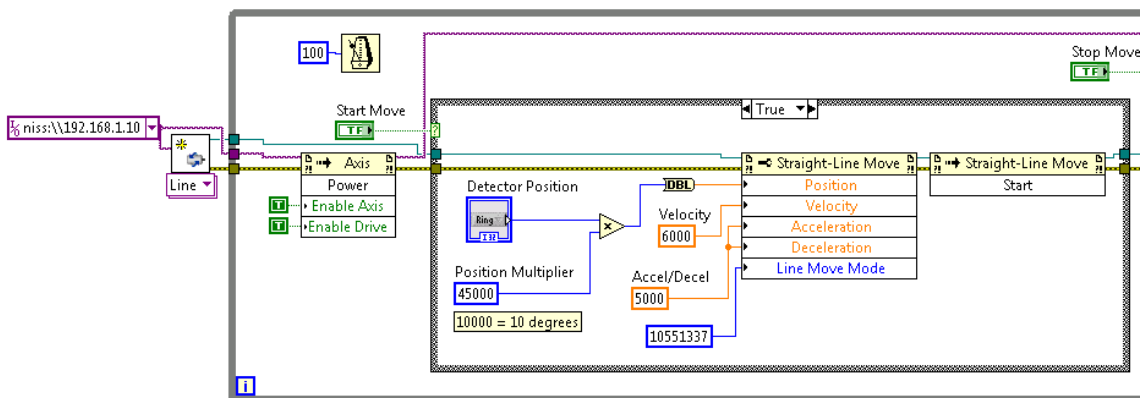 100
Stop Move
TF
Start Move
TF
True
?
niss:\\192.168.1.10
Line
Axis
Power
Enable Axis
Enable Drive
T
T
Straight-Line Move
Position
Velocity
Acceleration
Deceleration
Line Move Mode
Straight-Line Move
Start
Detector Position
Ring
DBL
Velocity
6000
Position Multiplier
45000
10000 = 10 degrees
Accel/Decel
5000
10551337
i